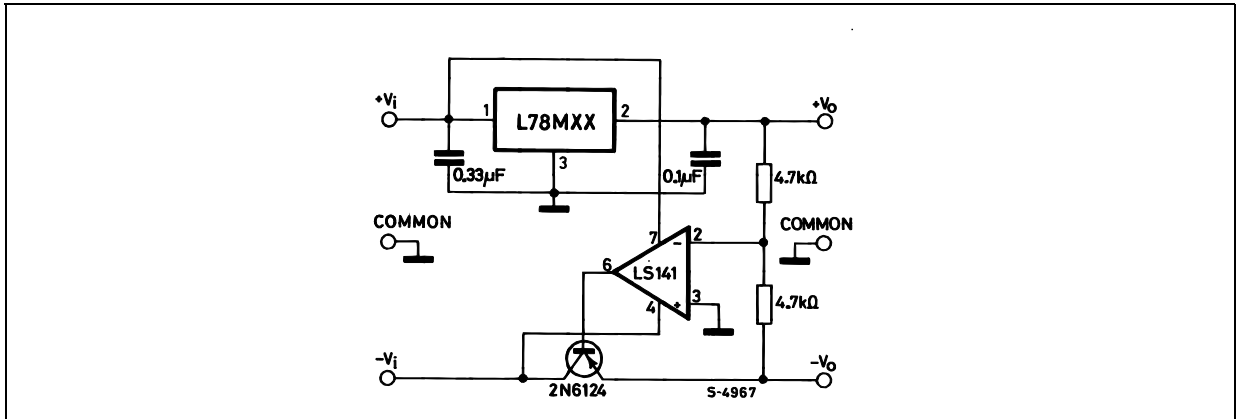 +Vi
1
L78MXX
2
+Vo
3
0.33µF
0.1µF
4.7kΩ
COMMON
COMMON
7
2
-
6
LS141
4
+
3
4.7kΩ
-Vi
2N6124
S-4967
-Vo